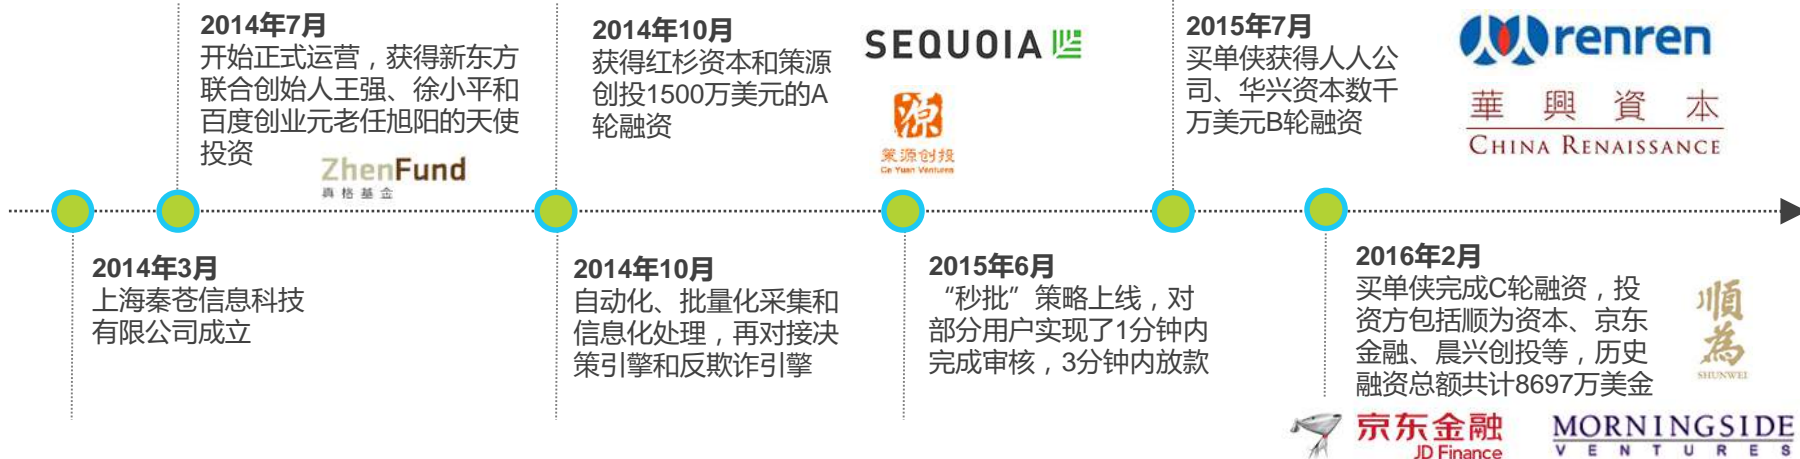 2014年7月
开始正式运营，获得新东方
联合创始人王强、徐小平和
百度创业元老任旭阳的天使
投资
ZhenFund
真格基金
2014年10月
获得红杉资本和策源
创投1500万美元的A
轮融资
SEQUOIA
源
策源创投
Ce Yuan Ventures
2015年7月
买单侠获得人人公
司、华兴资本数千
万美元B轮融资
renren
華興資本
CHINA RENAISSANCE
2014年3月
上海秦苍信息科技
有限公司成立
2014年10月
自动化、批量化采集和
信息化处理，再对接决
策引擎和反欺诈引擎
2015年6月
“秒批”策略上线，对
部分用户实现了1分钟内
完成审核，3分钟内放款
2016年2月
买单侠完成C轮融资，投
资方包括顺为资本、京东
金融、晨兴创投等，历史
融资总额共计8697万美金
順
為
SHUNWEI
京东金融
JD Finance
MORNINGSIDE
VENTURES